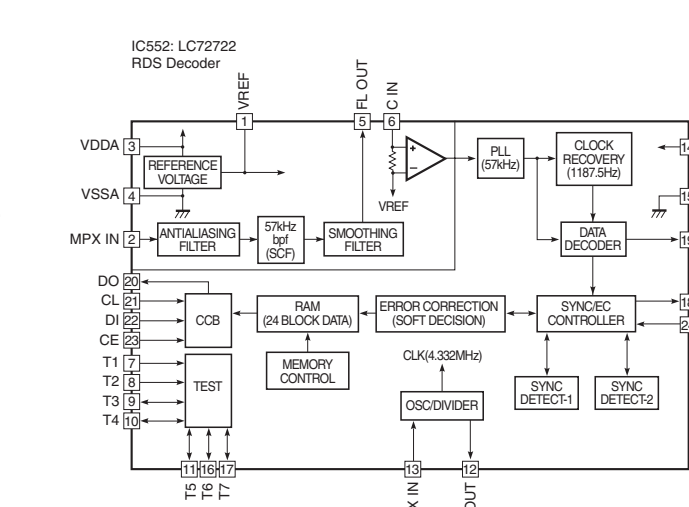 IC552: LC72722
RDS Decoder
VREF
FL OUT
C IN
1
5
6
VDDA 3
REFERENCE
VOLTAGE
VSSA 4
+
−
VREF
PLL
(57kHz)
CLOCK
RECOVERY
(1187.5Hz)
14
15
MPX IN 2
ANTIALIASING
FILTER
57kHz
bpf
(SCF)
SMOOTHING
FILTER
DATA
DECODER
19
DO 20
CL 21
DI 22
CE 23
CCB
RAM
(24 BLOCK DATA)
ERROR CORRECTION
(SOFT DECISION)
SYNC/EC
CONTROLLER
18
T1 7
T2 8
T3 9
T4 10
TEST
MEMORY
CONTROL
CLK(4.332MHz)
OSC/DIVIDER
SYNC
DETECT-1
SYNC
DETECT-2
11 16 17
13
12
T5
T6
T7
X IN
OUT